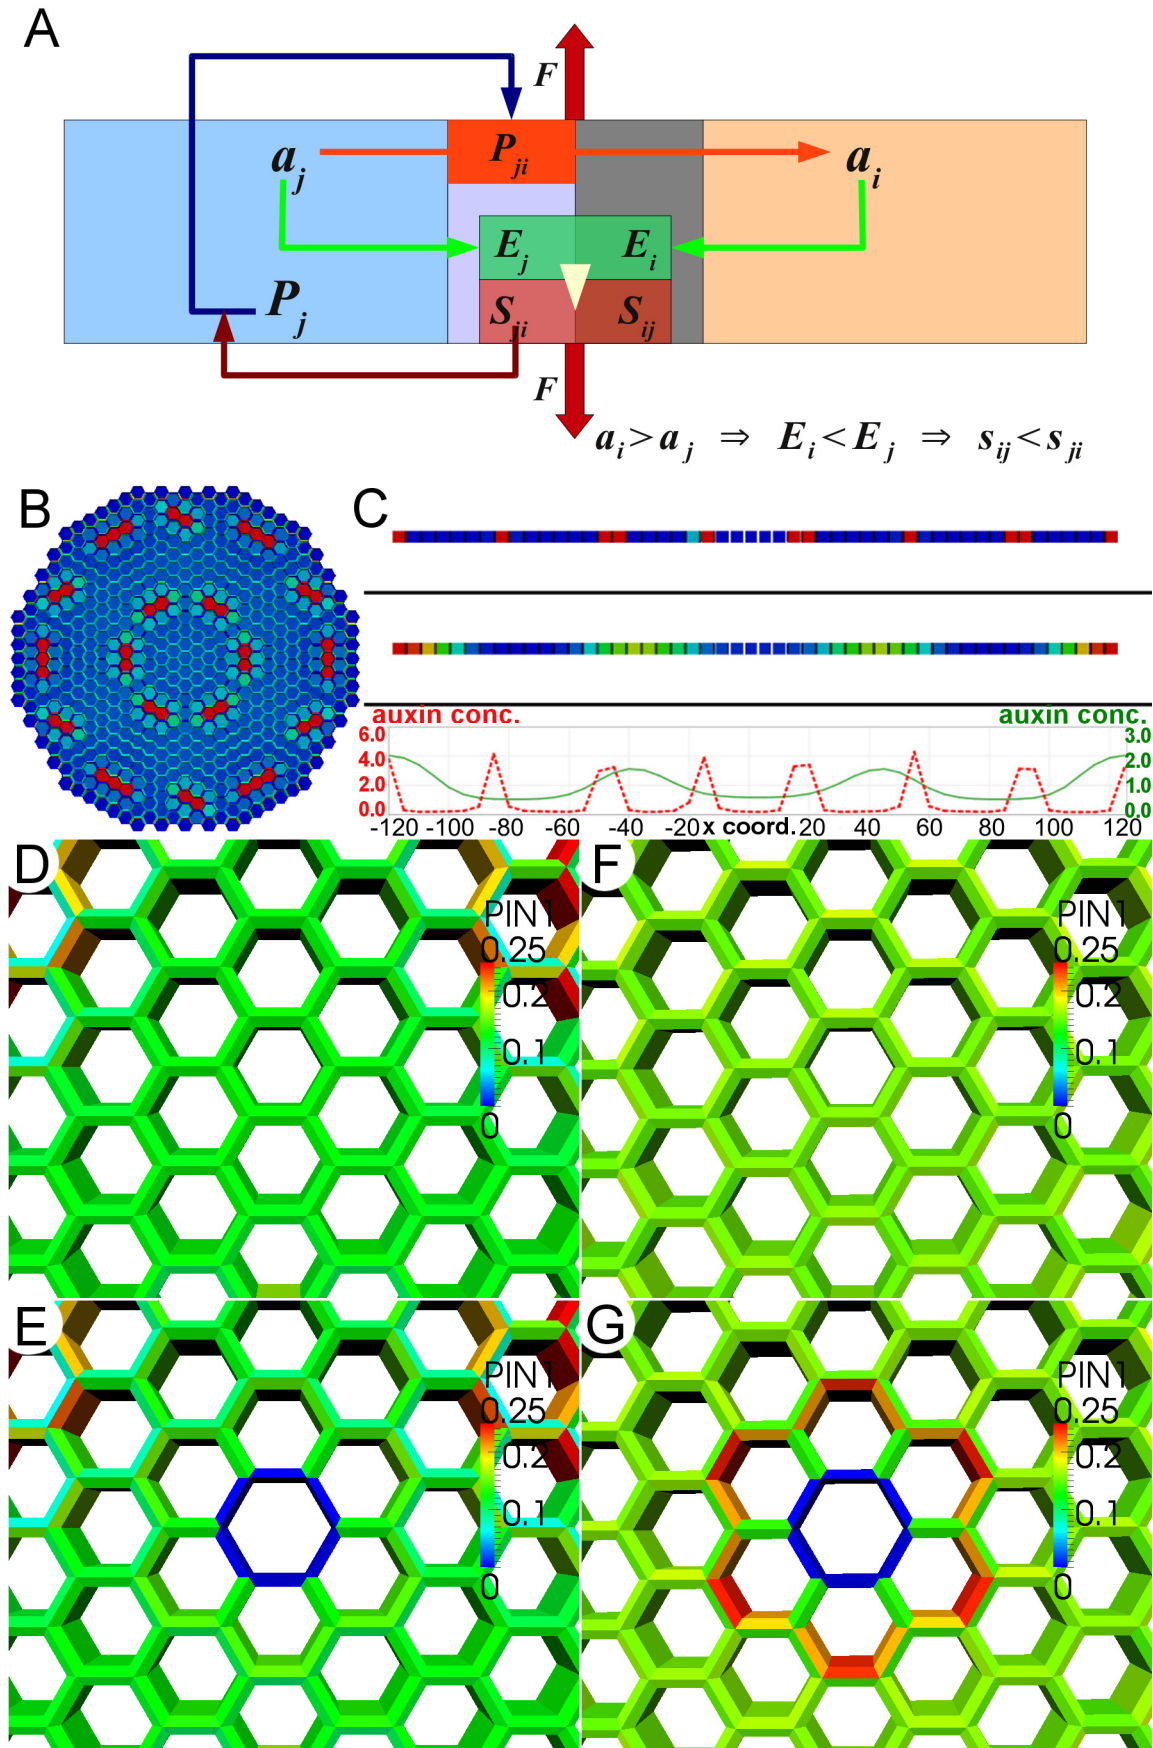 A
F
a_j P_ji a_i
E_j E_i
P_j S_ji S_ij
F
a_i > a_j ⇒ E_i < E_j ⇒ s_ij < s_ji
B
C
auxin conc. auxin conc.
6.0 3.0
4.0 2.0
2.0 1.0
0.0 0.0
-120 -100 -80 -60 -40 -20 x coord. 20 40 60 80 100 120
D F
PIN1 PIN1
0.25 0.25
0.2 0.2
0.1 0.1
0 0
E G
PIN1 PIN1
0.25 0.25
0.2 0.2
0.1 0.1
0 0